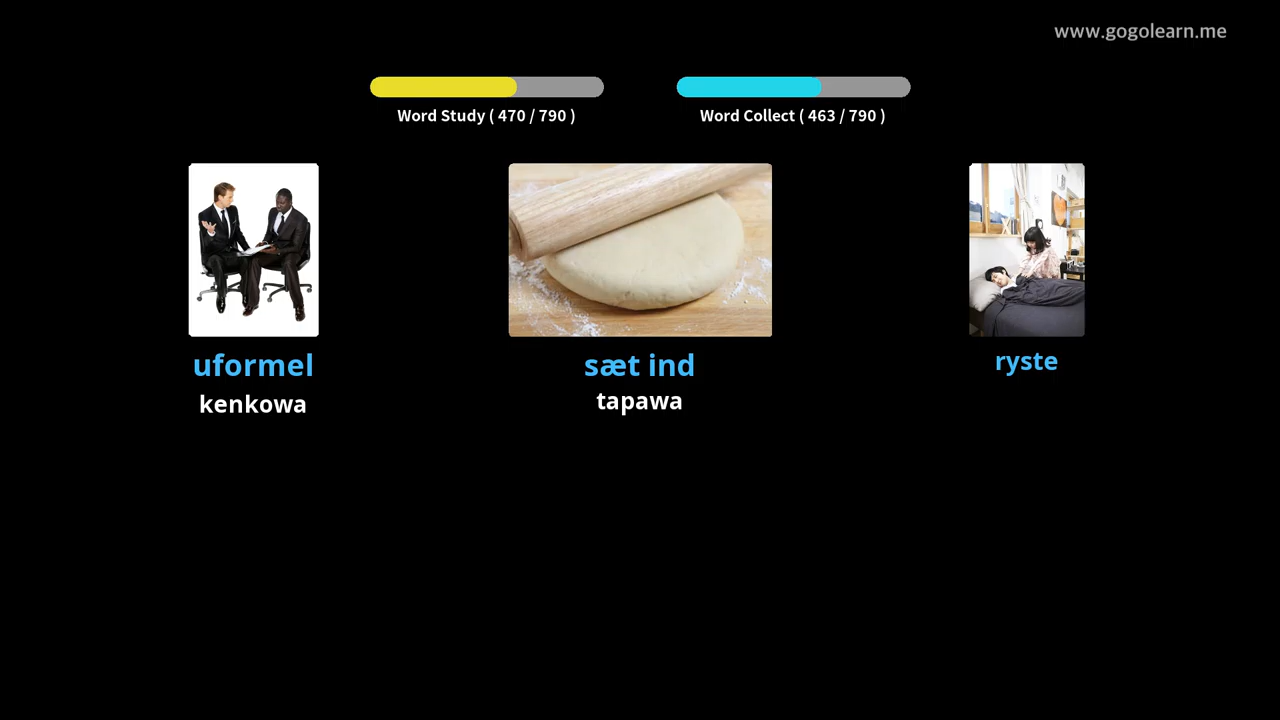 www.gogolearn.me
Word Study ( 470 / 790 )
Word Collect ( 463 / 790 )
uformel
kenkowa
sæt ind
tapawa
ryste